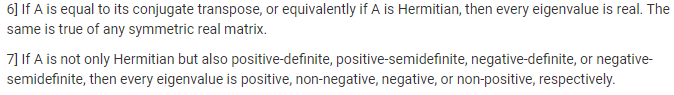 6] If A is equal to its conjugate transpose, or equivalently if A is Hermitian, then every eigenvalue is real. The
same is true of any symmetric real matrix.
7] If A is not only Hermitian but also positive-definite, positive-semidefinite, negative-definite, or negative-
semidefinite, then every eigenvalue is positive, non-negative, negative, or non-positive, respectively.